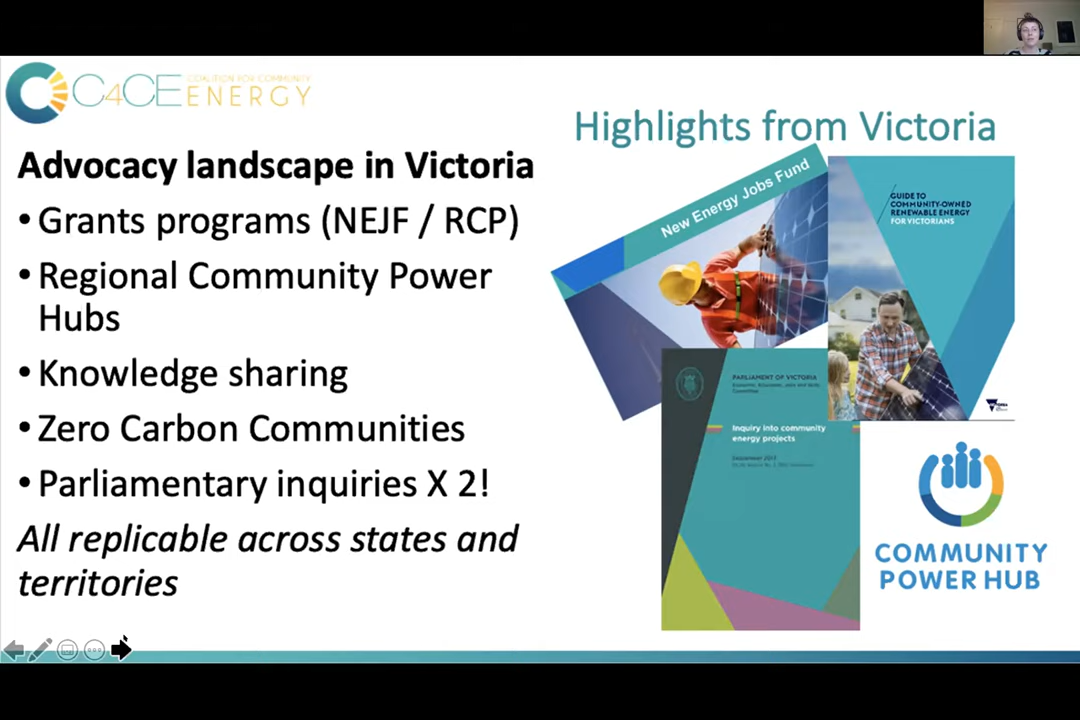 C4CE
COALITION FOR COMMUNITY
ENERGY
Highlights from Victoria
Advocacy landscape in Victoria
• Grants programs (NEJF / RCP)
• Regional Community Power
Hubs
• Knowledge sharing
• Zero Carbon Communities
• Parliamentary inquiries X 2!
All replicable across states and
territories
New Energy Jobs Fund
GUIDE TO
COMMUNITY-OWNED
RENEWABLE ENERGY
FOR VICTORIANS
PARLIAMENT OF VICTORIA
Inquiry into community
energy projects
September 2017
COMMUNITY
POWER HUB